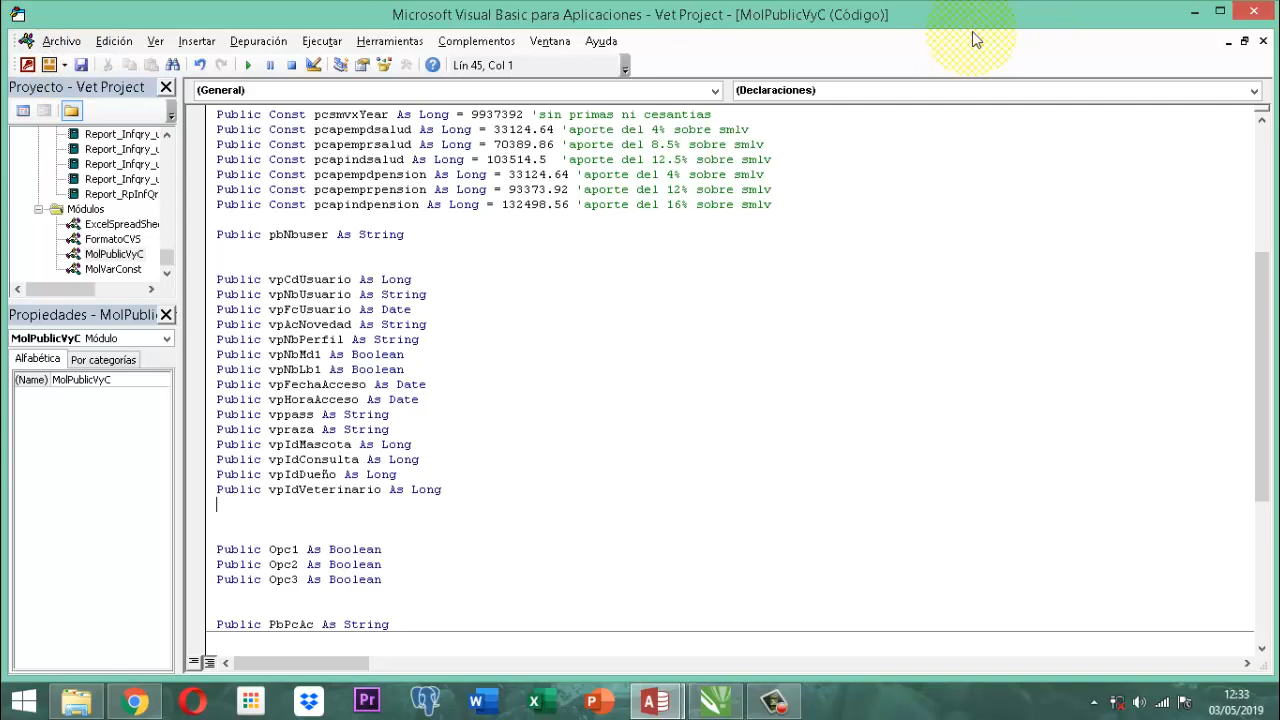 Microsoft Visual Basic para Aplicaciones - Vet Project - [MolPublicVyC (Código)]
Archivo Edición Ver Insertar Depuración Ejecutar Herramientas Complementos Ventana Ayuda
Lín 45, Col 1
Proyecto - Vet Project
Report_Infqry_u
Report_Infqry_u
Report_Infqry_u
Report_Infqry_u
Report_RpInfQr
Módulos
ExcelSpreadShe
FormatoCVS
MolPublicVyC
MolVarConst
Propiedades - MolPubli
MolPublicVyC Módulo
Alfabética Por categorías
(Name) MolPublicVyC
(General) (Declaraciones)
Public Const pcsmvxYear As Long = 9937392 'sin primas ni cesantias
Public Const pcapempdsalud As Long = 33124.64 'aporte del 4% sobre smlv
Public Const pcapemprsalud As Long = 70389.86 'aporte del 8.5% sobre smlv
Public Const pcapindsalud As Long = 103514.5 'aporte del 12.5% sobre smlv
Public Const pcapempdpension As Long = 33124.64 'aporte del 4% sobre smlv
Public Const pcapemprpension As Long = 93373.92 'aporte del 12% sobre smlv
Public Const pcapindpension As Long = 132498.56 'aporte del 16% sobre smlv
Public pbNbuser As String
Public vpCdUsuario As Long
Public vpNbUsuario As String
Public vpFcUsuario As Date
Public vpAcNovedad As String
Public vpNbPerfil As String
Public vpNbMd1 As Boolean
Public vpNbLb1 As Boolean
Public vpFechaAcceso As Date
Public vpHoraAcceso As Date
Public vppass As String
Public vpraza As String
Public vpIdMascota As Long
Public vpIdConsulta As Long
Public vpIdDueño As Long
Public vpIdVeterinario As Long
Public Opc1 As Boolean
Public Opc2 As Boolean
Public Opc3 As Boolean
Public PbPcAc As String
12:33
03/05/2019